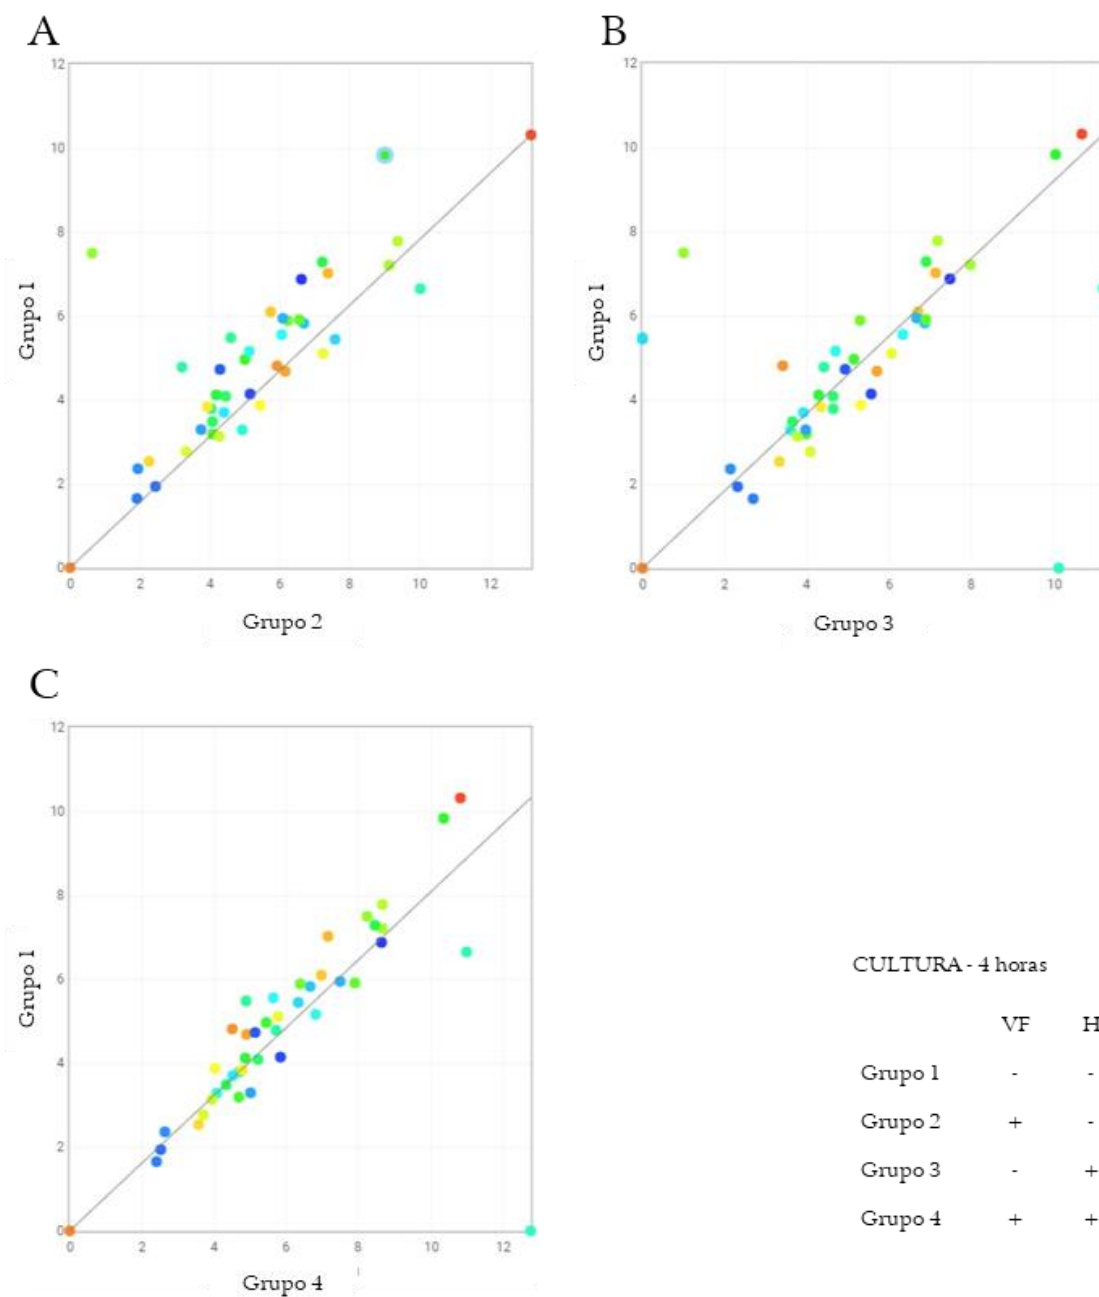 A
B
12
10
8
6
4
2
0
Grupo 1
0 2 4 6 8 10 12
Grupo 2
12
10
8
6
4
2
0
Grupo 1
0 2 4 6 8 10
Grupo 3
C
12
10
8
6
4
2
0
Grupo 1
0 2 4 6 8 10 12
Grupo 4
CULTURA - 4 horas
VF H
Grupo 1 - -
Grupo 2 + -
Grupo 3 - +
Grupo 4 + +